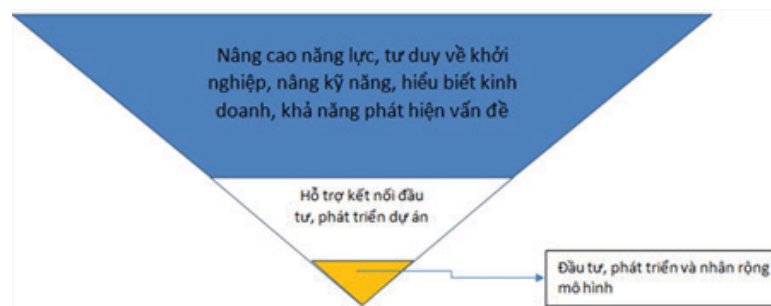 Nâng cao năng lực, tư duy về khởi
nghiệp, nâng kỹ năng, hiểu biết kinh
doanh, khả năng phát hiện vấn đề
Hỗ trợ kết nối đầu
tư, phát triển dự án
Đầu tư, phát triển và nhân rộng
mô hình